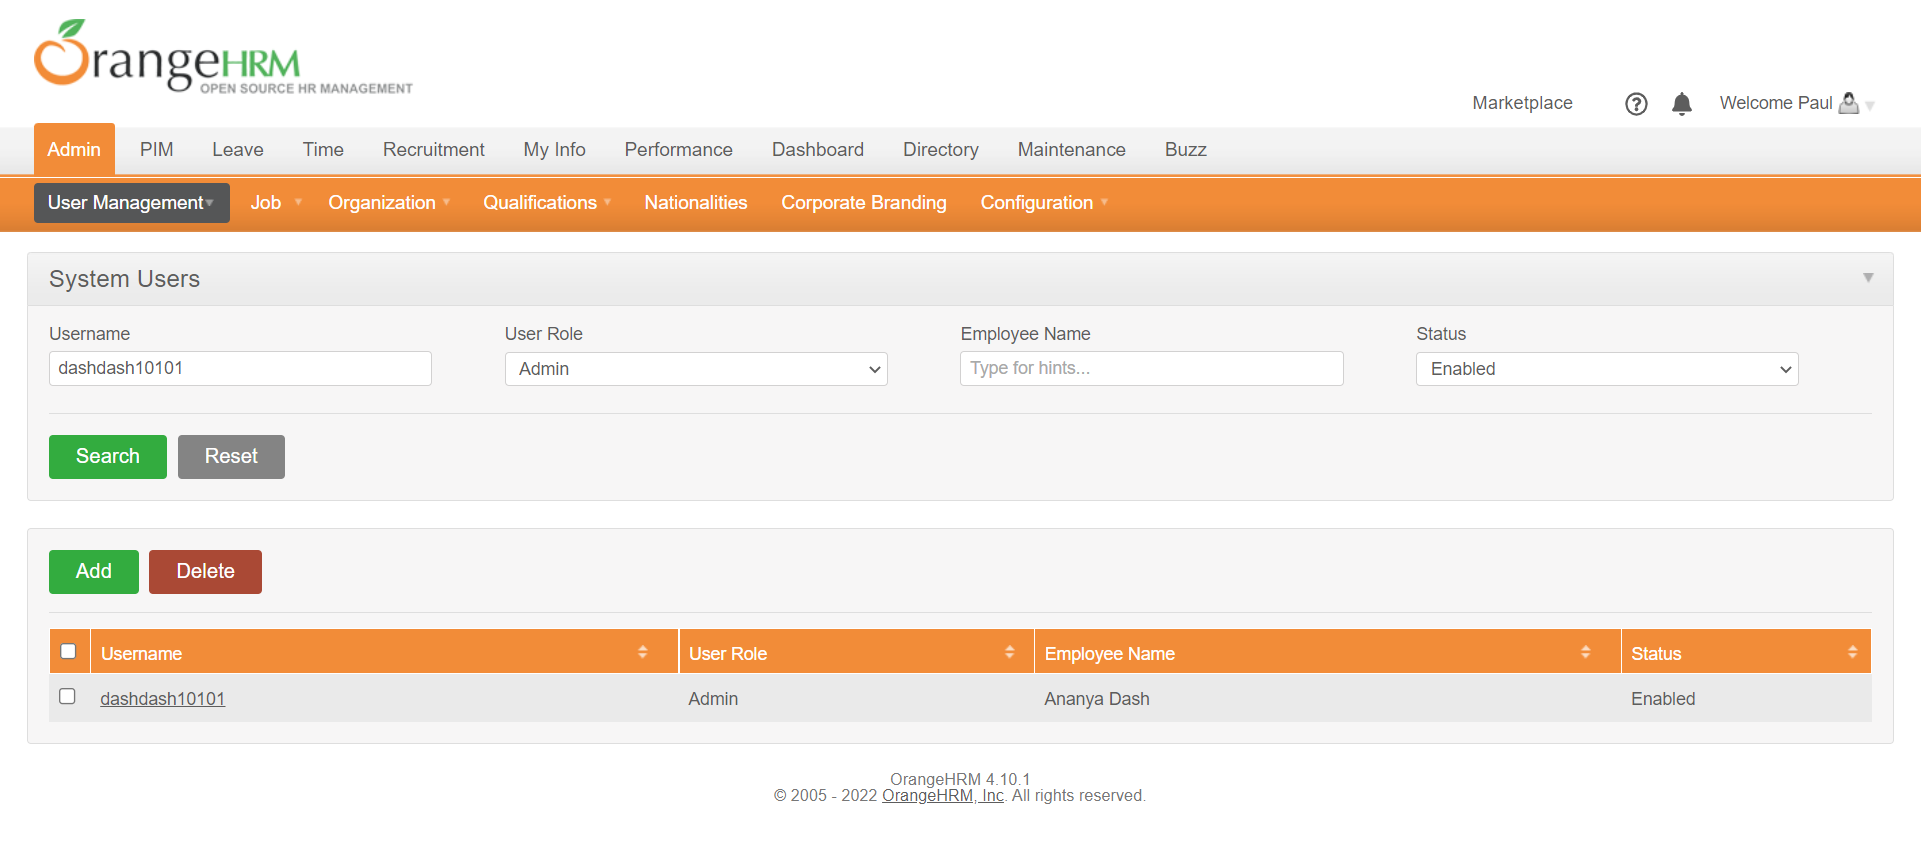 OrangeHRM
OPEN SOURCE HR MANAGEMENT
Marketplace Welcome Paul
Admin PIM Leave Time Recruitment My Info Performance Dashboard Directory Maintenance Buzz
User Management Job Organization Qualifications Nationalities Corporate Branding Configuration
System Users
Username User Role Employee Name Status
dashdash10101 Admin Type for hints... Enabled
Search Reset
Add Delete
Username User Role Employee Name Status
dashdash10101 Admin Ananya Dash Enabled
OrangeHRM 4.10.1
© 2005 - 2022 OrangeHRM, Inc. All rights reserved.